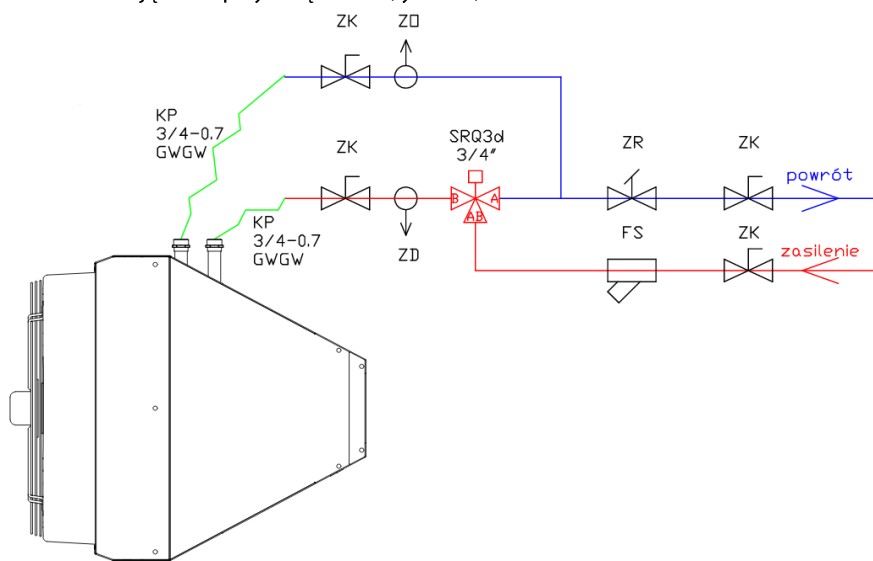 ZK
ZO
KP
3/4-0.7
GWGW
ZK
SRQ3d
3/4"
ZR
ZK
powrót
B
A
AB
KP
3/4-0.7
GWGW
ZD
FS
ZK
zasilenie